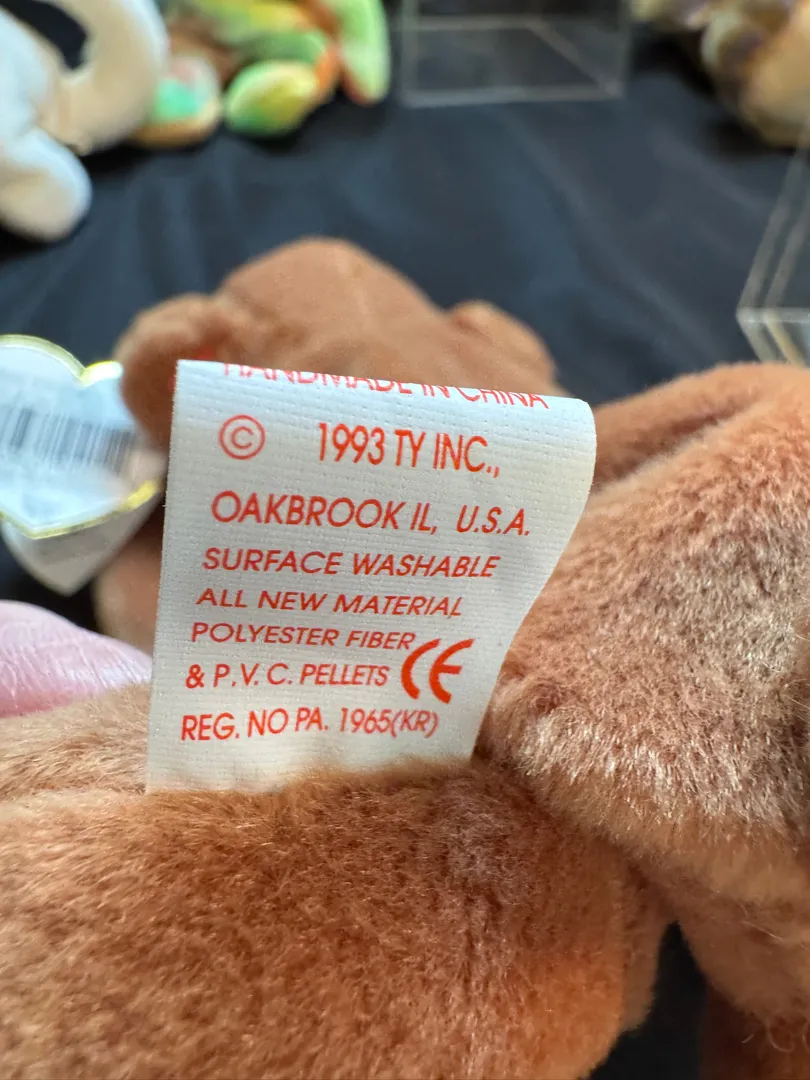 HANDMADE IN CHINA
© 1993 TY INC.,
OAKBROOK IL, U.S.A.
SURFACE WASHABLE
ALL NEW MATERIAL
POLYESTER FIBER
& P.V.C. PELLETS CE
REG. NO PA. 1965(KR)